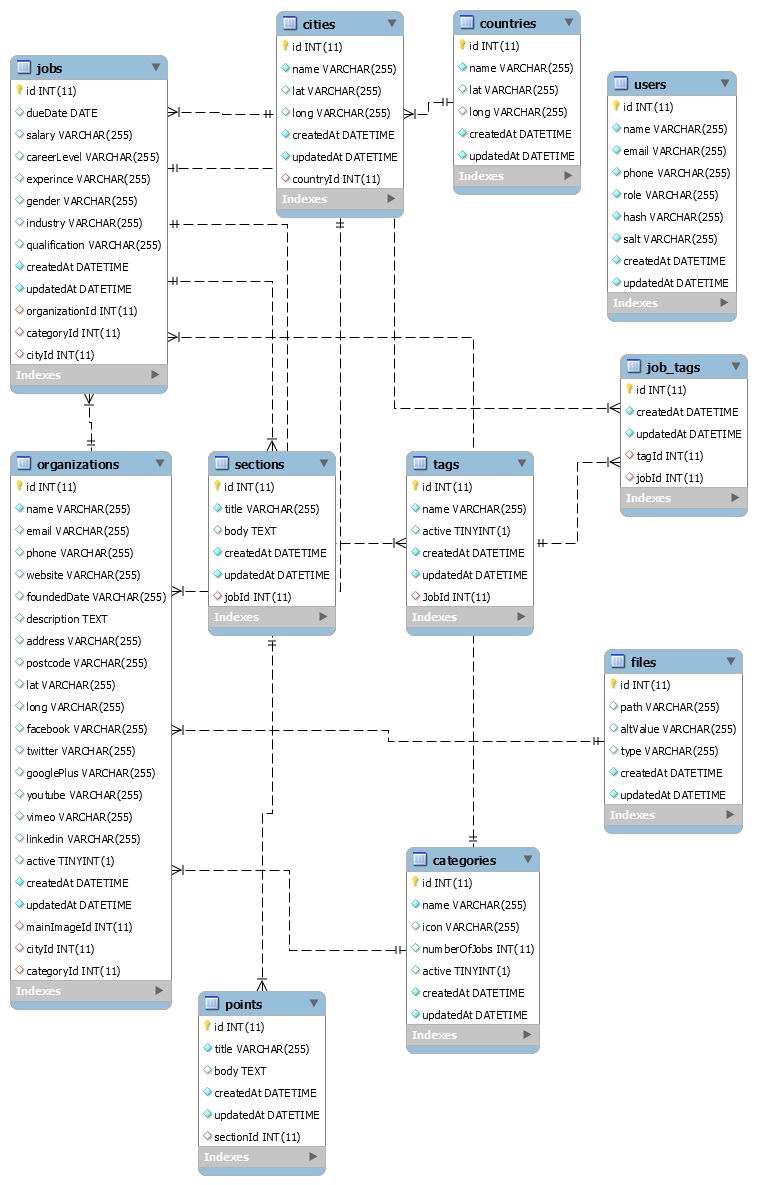 jobs
id INT(11)
dueDate DATE
salary VARCHAR(255)
careerLevel VARCHAR(255)
experince VARCHAR(255)
gender VARCHAR(255)
industry VARCHAR(255)
qualification VARCHAR(255)
createdAt DATETIME
updatedAt DATETIME
organizationId INT(11)
categoryId INT(11)
cityId INT(11)
Indexes
cities
id INT(11)
name VARCHAR(255)
lat VARCHAR(255)
long VARCHAR(255)
createdAt DATETIME
updatedAt DATETIME
countryId INT(11)
Indexes
countries
id INT(11)
name VARCHAR(255)
lat VARCHAR(255)
long VARCHAR(255)
createdAt DATETIME
updatedAt DATETIME
Indexes
users
id INT(11)
name VARCHAR(255)
email VARCHAR(255)
phone VARCHAR(255)
role VARCHAR(255)
hash VARCHAR(255)
salt VARCHAR(255)
createdAt DATETIME
updatedAt DATETIME
Indexes
job_tags
id INT(11)
createdAt DATETIME
updatedAt DATETIME
tagId INT(11)
jobId INT(11)
Indexes
organizations
id INT(11)
name VARCHAR(255)
email VARCHAR(255)
phone VARCHAR(255)
website VARCHAR(255)
foundedDate VARCHAR(255)
description TEXT
address VARCHAR(255)
postcode VARCHAR(255)
lat VARCHAR(255)
long VARCHAR(255)
facebook VARCHAR(255)
twitter VARCHAR(255)
googlePlus VARCHAR(255)
youtube VARCHAR(255)
vimeo VARCHAR(255)
linkedin VARCHAR(255)
active TINYINT(1)
createdAt DATETIME
updatedAt DATETIME
mainImageId INT(11)
cityId INT(11)
categoryId INT(11)
Indexes
sections
id INT(11)
title VARCHAR(255)
body TEXT
createdAt DATETIME
updatedAt DATETIME
jobId INT(11)
Indexes
tags
id INT(11)
name VARCHAR(255)
active TINYINT(1)
createdAt DATETIME
updatedAt DATETIME
JobId INT(11)
Indexes
files
id INT(11)
path VARCHAR(255)
altValue VARCHAR(255)
type VARCHAR(255)
createdAt DATETIME
updatedAt DATETIME
Indexes
categories
id INT(11)
name VARCHAR(255)
icon VARCHAR(255)
numberOfJobs INT(11)
active TINYINT(1)
createdAt DATETIME
updatedAt DATETIME
Indexes
points
id INT(11)
title VARCHAR(255)
body TEXT
createdAt DATETIME
updatedAt DATETIME
sectionId INT(11)
Indexes